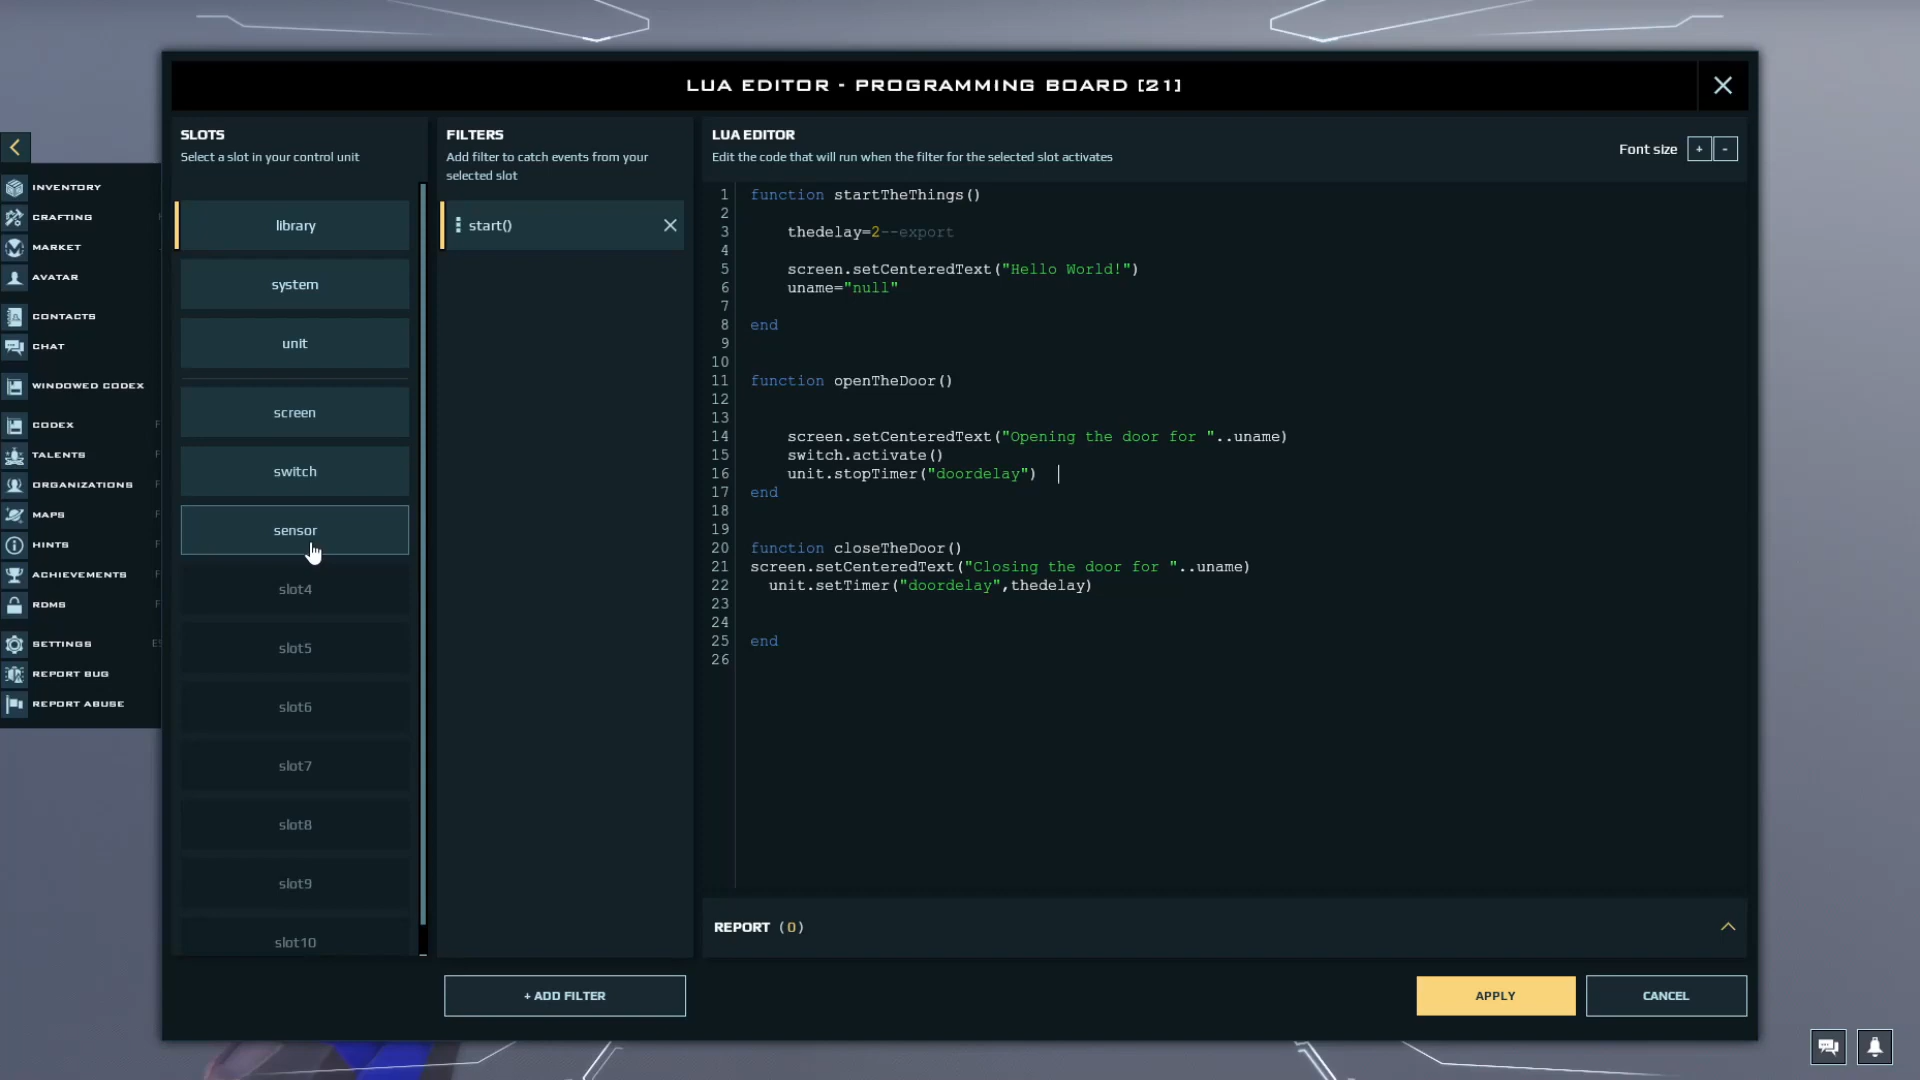 LUA EDITOR - PROGRAMMING BOARD [21]
INVENTORY
CRAFTING
MARKET
AVATAR
CONTACTS
CHAT
WINDOWED CODEX
CODEX F
TALENTS F
ORGANIZATIONS F
MAPS F
HINTS F
ACHIEVEMENTS F
RDMS F
SETTINGS ES
REPORT BUG
REPORT ABUSE
SLOTS
Select a slot in your control unit
library
system
unit
screen
switch
sensor
slot4
slot5
slot6
slot7
slot8
slot9
slot10
FILTERS
Add filter to catch events from your
selected slot
start()
+ ADD FILTER
LUA EDITOR
Edit the code that will run when the filter for the selected slot activates
Font size + -
1 function startTheThings()
2
3 thedelay=2--export
4
5 screen.setCenteredText("Hello World!")
6 uname="null"
7
8 end
9
10
11 function openTheDoor()
12
13
14 screen.setCenteredText("Opening the door for "..uname)
15 switch.activate()
16 unit.stopTimer("doordelay")
17 end
18
19
20 function closeTheDoor()
21 screen.setCenteredText("Closing the door for "..uname)
22 unit.setTimer("doordelay",thedelay)
23
24
25 end
26
REPORT (0)
APPLY
CANCEL